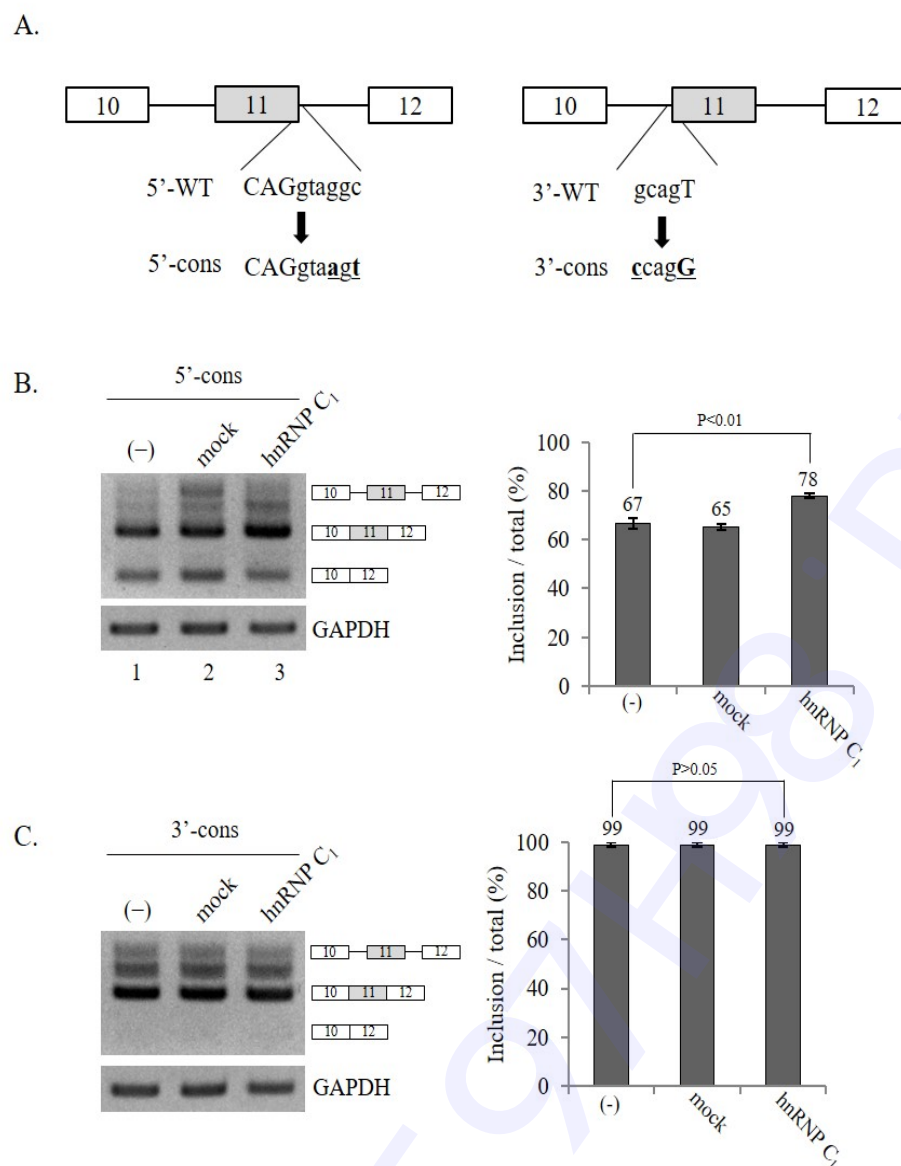 A.
10 11 12
10 11 12
5’-WT CAGgtaggc
3’-WT gcagT
5’-cons CAGgtaagt
3’-cons ccagG
B.
5’-cons
(−) mock hnRNP C1
10 11 12
10 11 12
10 12
GAPDH
1 2 3
P<0.01
Inclusion / total (%)
100
80
60
40
20
0
67 65 78
(-) mock hnRNP C1
C.
3’-cons
(−) mock hnRNP C1
10 11 12
10 11 12
10 12
GAPDH
P>0.05
Inclusion / total (%)
100
80
60
40
20
0
99 99 99
(-) mock hnRNP C1